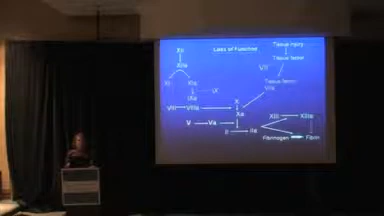 Loss of Function
Tissue injury
XII
Tissue factor
XIIa
VII
Tissue factor
VIIa
XI XIa
IX
IXa
VIII VIIIa
X
Xa
XIII XIIIa
V Va
II IIa
Fibrinogen Fibrin